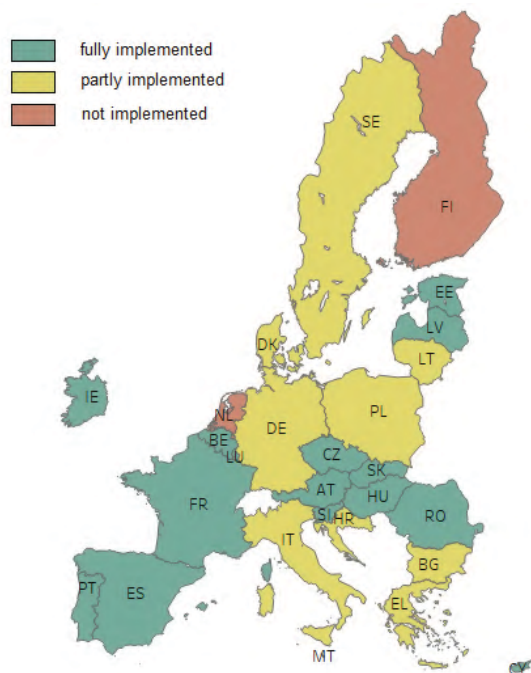 fully implemented
partly implemented
not implemented
SE
FI
EE
LV
DK
LT
IE
NL
PL
DE
BE
LU
CZ
SK
AT
HU
FR
SI
HR
RO
IT
BG
PT
ES
EL
MT